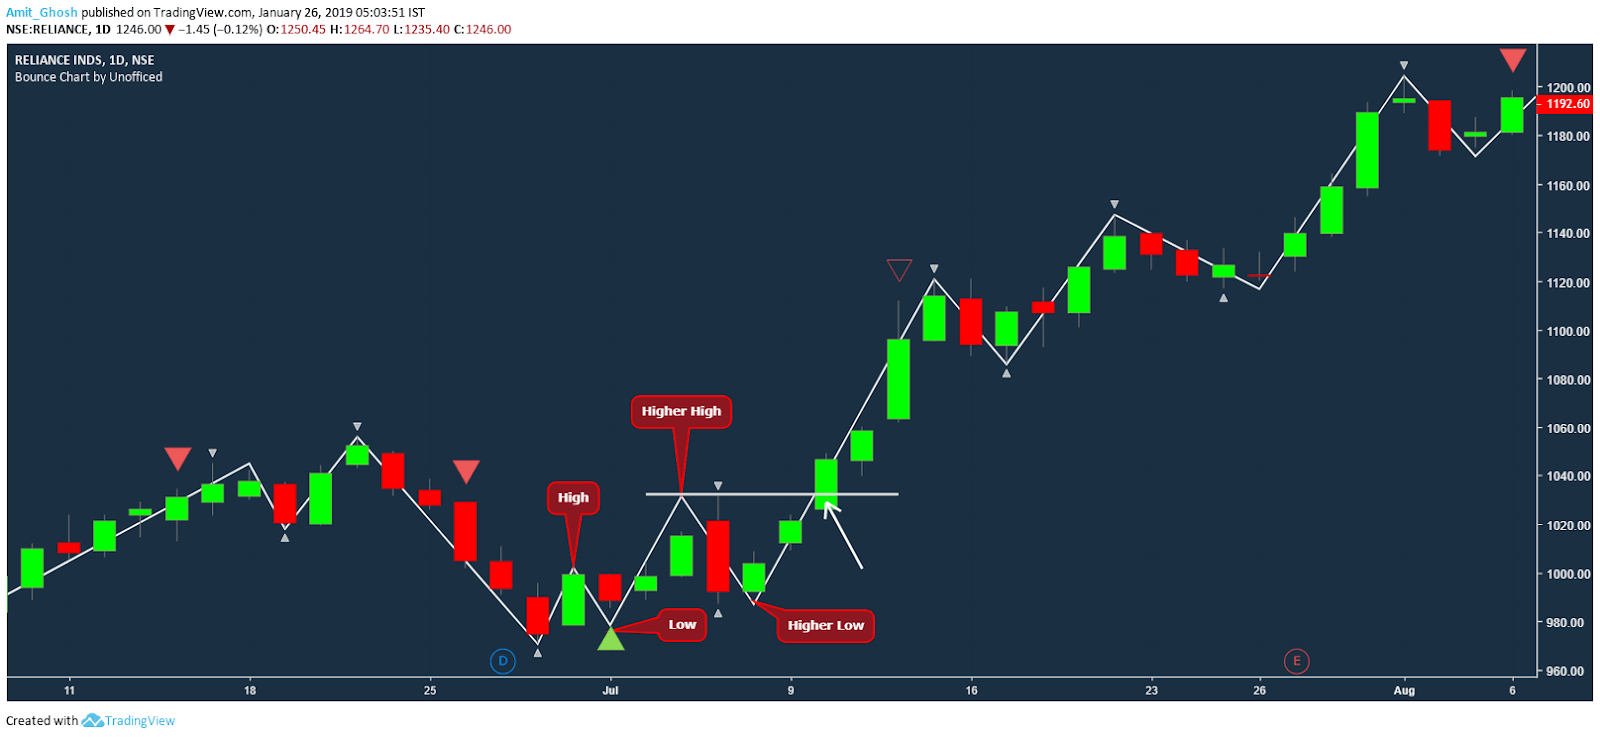 Amit_Ghosh published on TradingView.com, January 26, 2019 05:03:51 IST
NSE:RELIANCE, 1D 1246.00 ▼ −1.45 (−0.12%) O:1250.45 H:1264.70 L:1235.40 C:1246.00
RELIANCE INDS, 1D, NSE
Bounce Chart by Unofficed
1200.00
1192.60
1180.00
1160.00
1140.00
1120.00
1100.00
1080.00
1060.00
1040.00
1020.00
1000.00
980.00
960.00
Higher High
High
Low
Higher Low
D
E
11 18 25 Jul 9 16 23 26 Aug 6
Created with TradingView